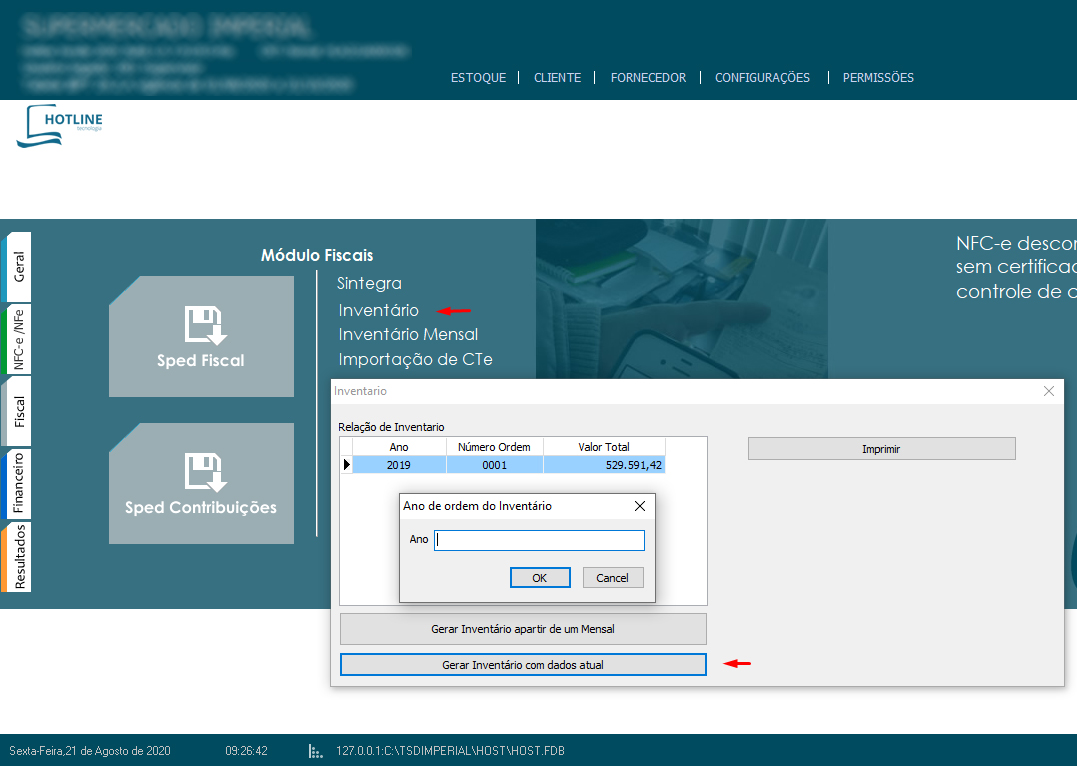 SUPERMERCADO IMPERIAL
ESTOQUE | CLIENTE | FORNECEDOR | CONFIGURAÇÕES | PERMISSÕES
HOTLINE
tecnologia
Geral
NFC-e /NFe
Fiscal
Financeiro
Resultados
Módulo Fiscais
Sped Fiscal
Sped Contribuições
Sintegra
Inventário
Inventário Mensal
Importação de CTe
NFC-e descor
sem certificad
controle de c
Inventario
Relação de Inventario
Ano Número Ordem Valor Total
2019 0001 529.591,42
Imprimir
Ano de ordem do Inventário
Ano
OK Cancel
Gerar Inventário apartir de um Mensal
Gerar Inventário com dados atual
Sexta-Feira,21 de Agosto de 2020 09:26:42 127.0.0.1:C:\TSDIMPERIAL\HOST\HOST.FDB